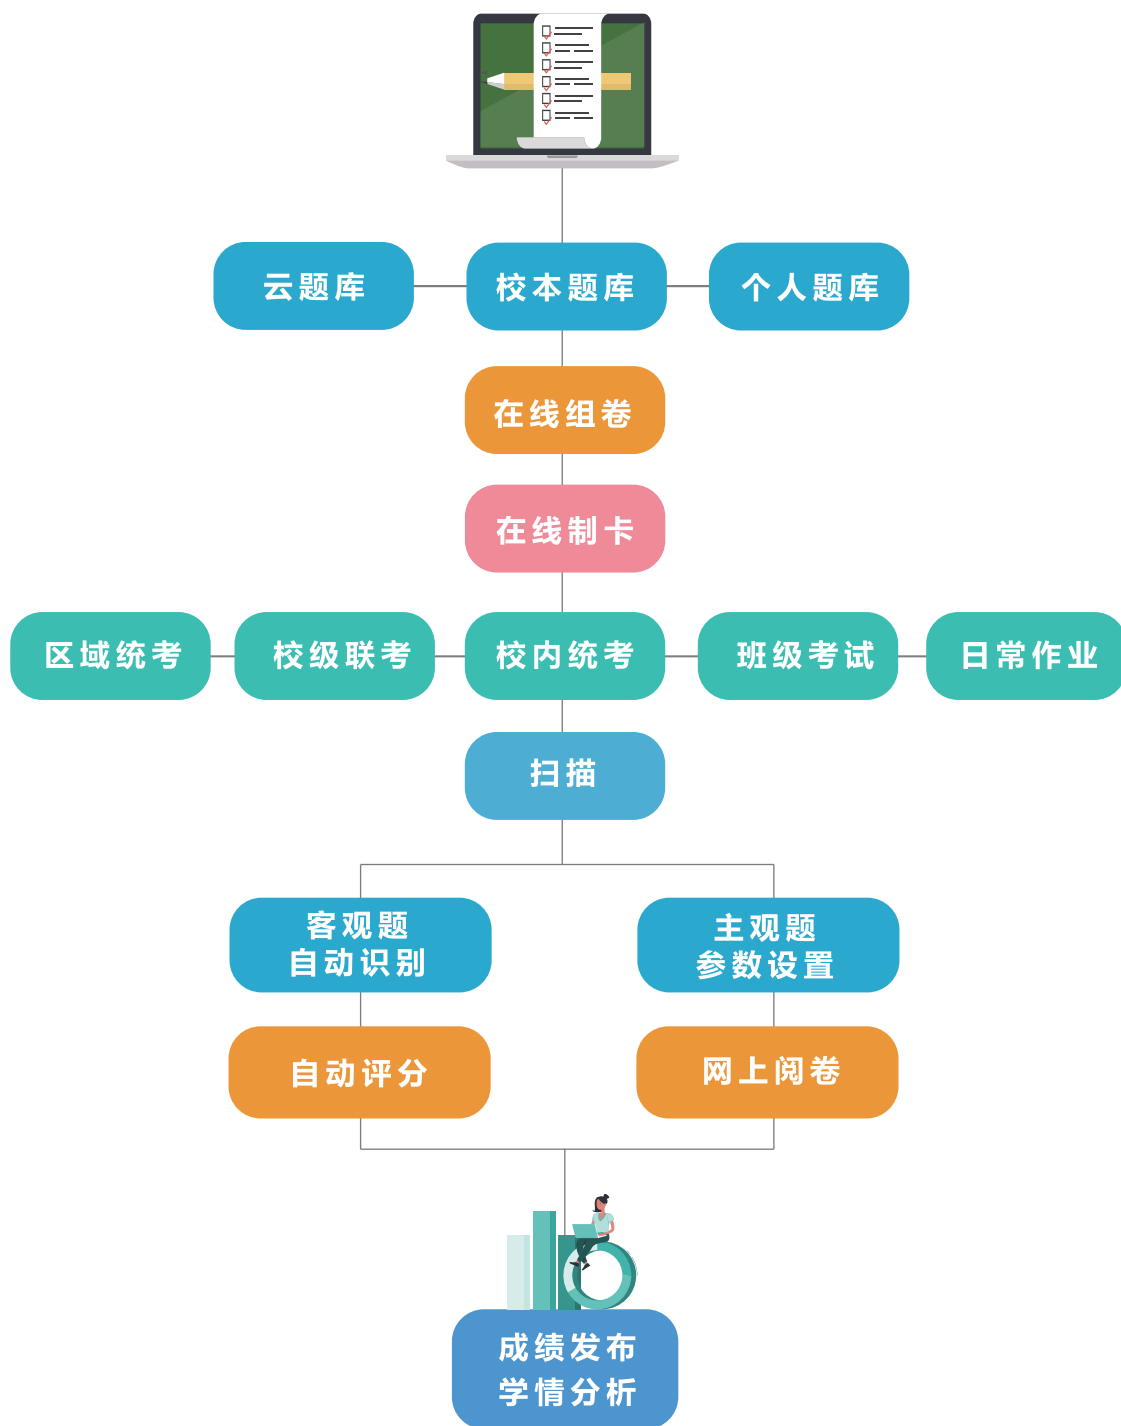 云题库
校本题库
个人题库
在线组卷
在线制卡
区域统考
校级联考
校内统考
班级考试
日常作业
扫描
客观题
自动识别
主观题
参数设置
自动评分
网上阅卷
成绩发布
学情分析